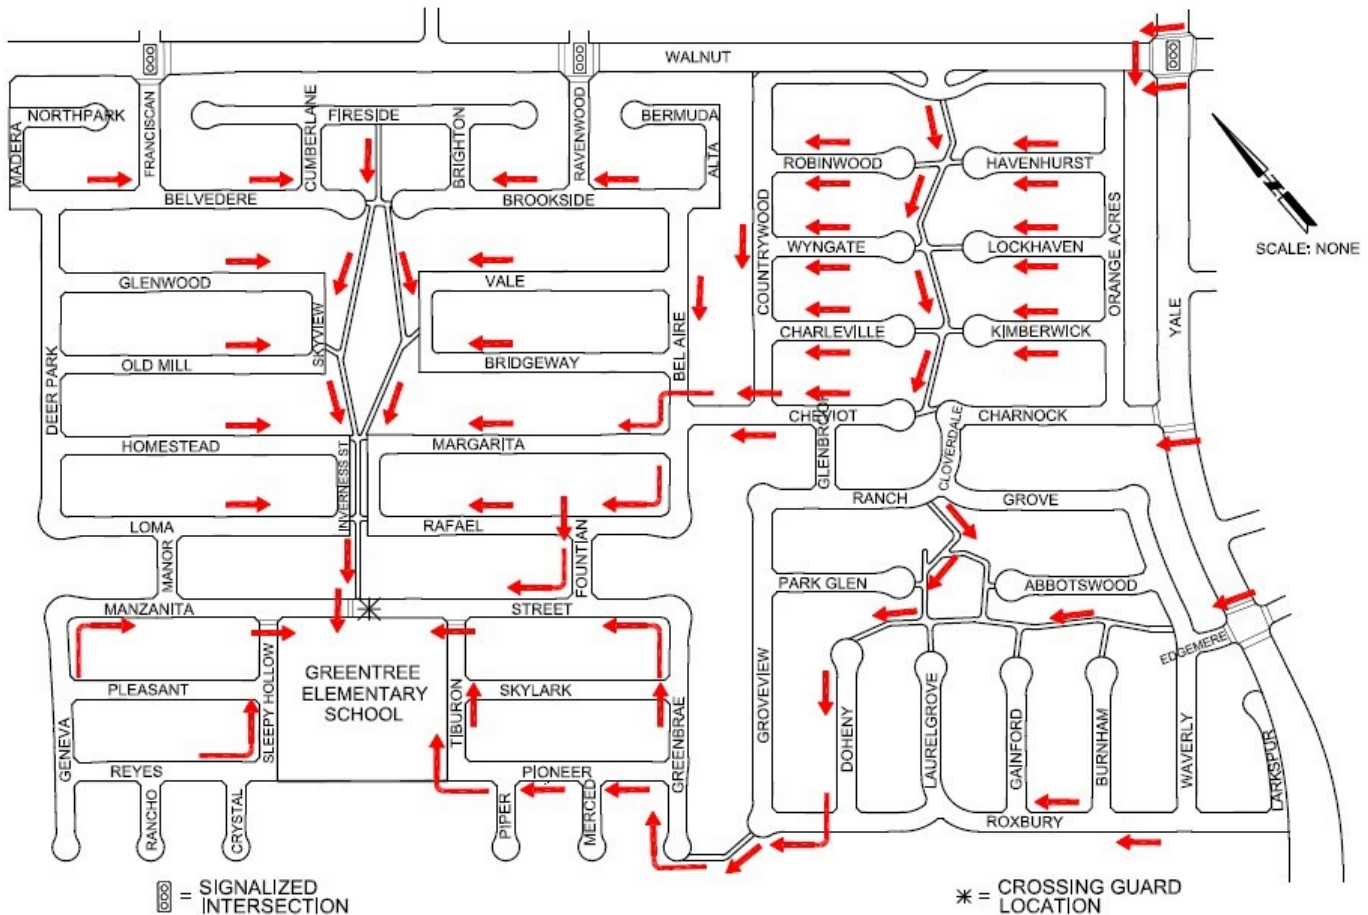 WALNUT
NORTHPARK
MADERA
FRANCISCAN
CUMBERLANE
FIRESIDE
BRIGHTON
RAVENWOOD
BERMUDA
ALTA
ROBINWOOD
HAVENHURST
BELVEDERE
BROOKSIDE
COUNTRYWOOD
ORANGE ACRES
WYNGATE
LOCKHAVEN
SCALE: NONE
GLENWOOD
VALE
SKYVIEW
BEL AIRE
CHARLEVILLE
KIMBERWICK
YALE
DEER PARK
OLD MILL
BRIDGEWAY
CHEVIOT
CHARNOCK
GLENBROOK
CLOVERDALE
HOMESTEAD
MARGARITA
INVERNESS ST
RANCH
GROVE
LOMA
RAFAEL
MANOR
FOUNTIAN
PARK GLEN
ABBOTSWOOD
MANZANITA
STREET
EDGEMERE
GREENTREE
ELEMENTARY
SCHOOL
PLEASANT
SLEEPY HOLLOW
TIBURON
SKYLARK
GREENBRAE
GROVEVIEW
DOHENY
LAURELGROVE
GAINFORD
BURNHAM
WAVERLY
LARKSPUR
GENEVA
REYES
RANCHO
CRYSTAL
PIONEER
PIPER
MERCED
ROXBURY
= SIGNALIZED
INTERSECTION
= CROSSING GUARD
LOCATION